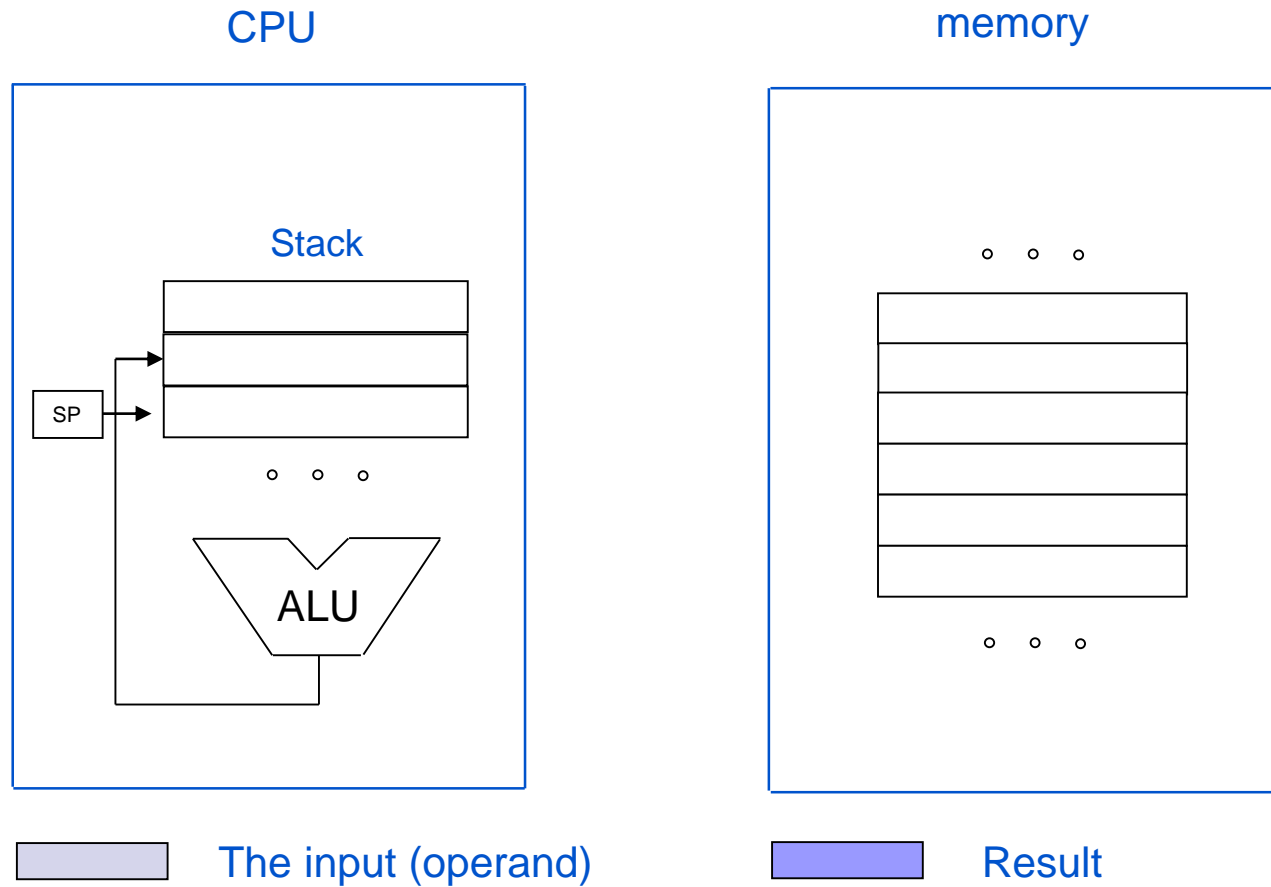 CPU
memory
Stack
SP
ALU
The input (operand)
Result